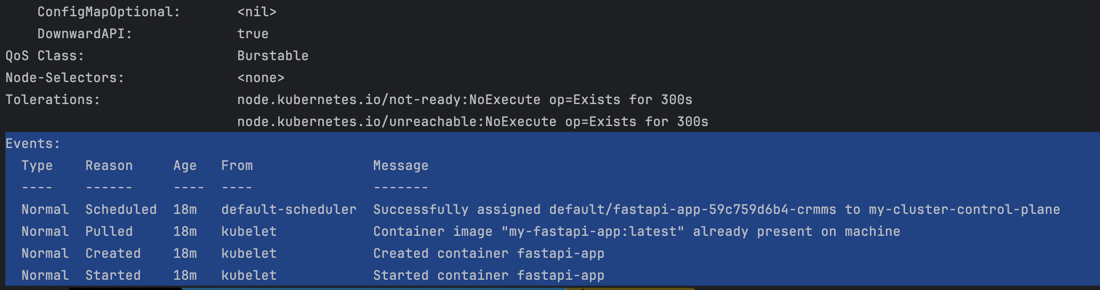 ConfigMapOptional: <nil>
DownwardAPI: true
QoS Class: Burstable
Node-Selectors: <none>
Tolerations: node.kubernetes.io/not-ready:NoExecute op=Exists for 300s
node.kubernetes.io/unreachable:NoExecute op=Exists for 300s
Events:
Type Reason Age From Message
---- ------ ---- ---- -------
Normal Scheduled 18m default-scheduler Successfully assigned default/fastapi-app-59c759d6b4-crmms to my-cluster-control-plane
Normal Pulled 18m kubelet Container image "my-fastapi-app:latest" already present on machine
Normal Created 18m kubelet Created container fastapi-app
Normal Started 18m kubelet Started container fastapi-app